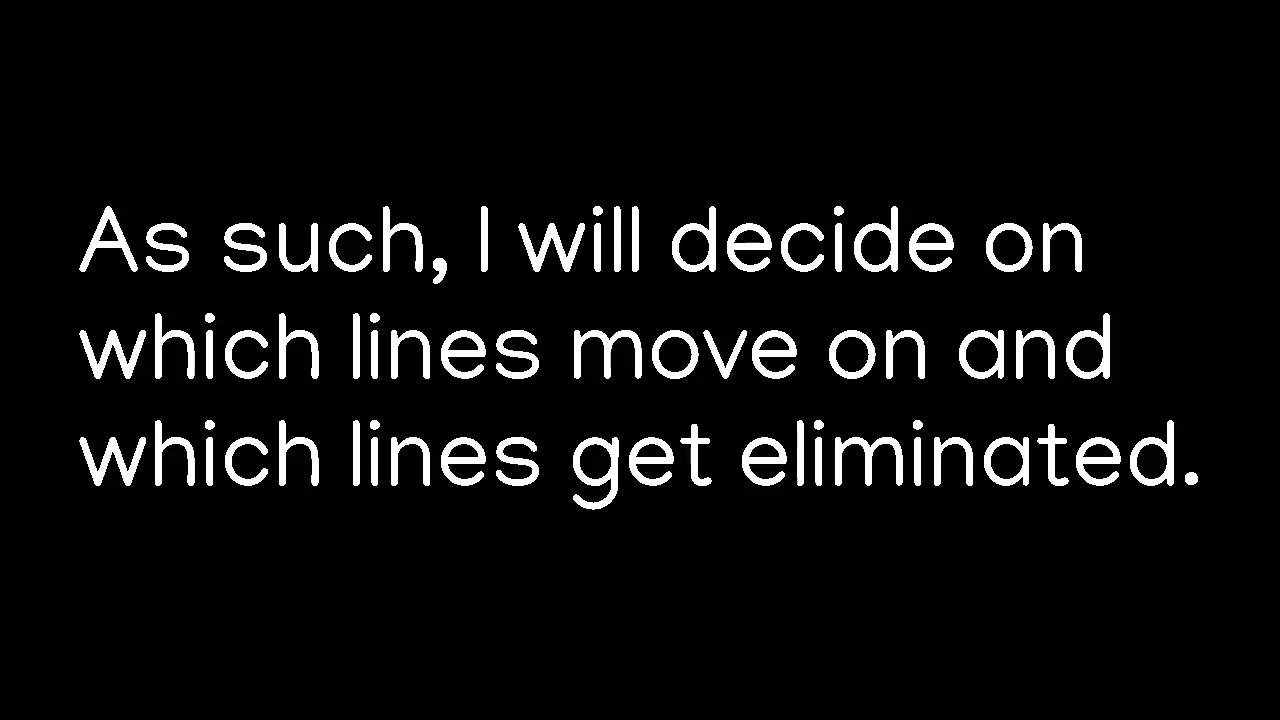 As such, I will decide on
which lines move on and
which lines get eliminated.